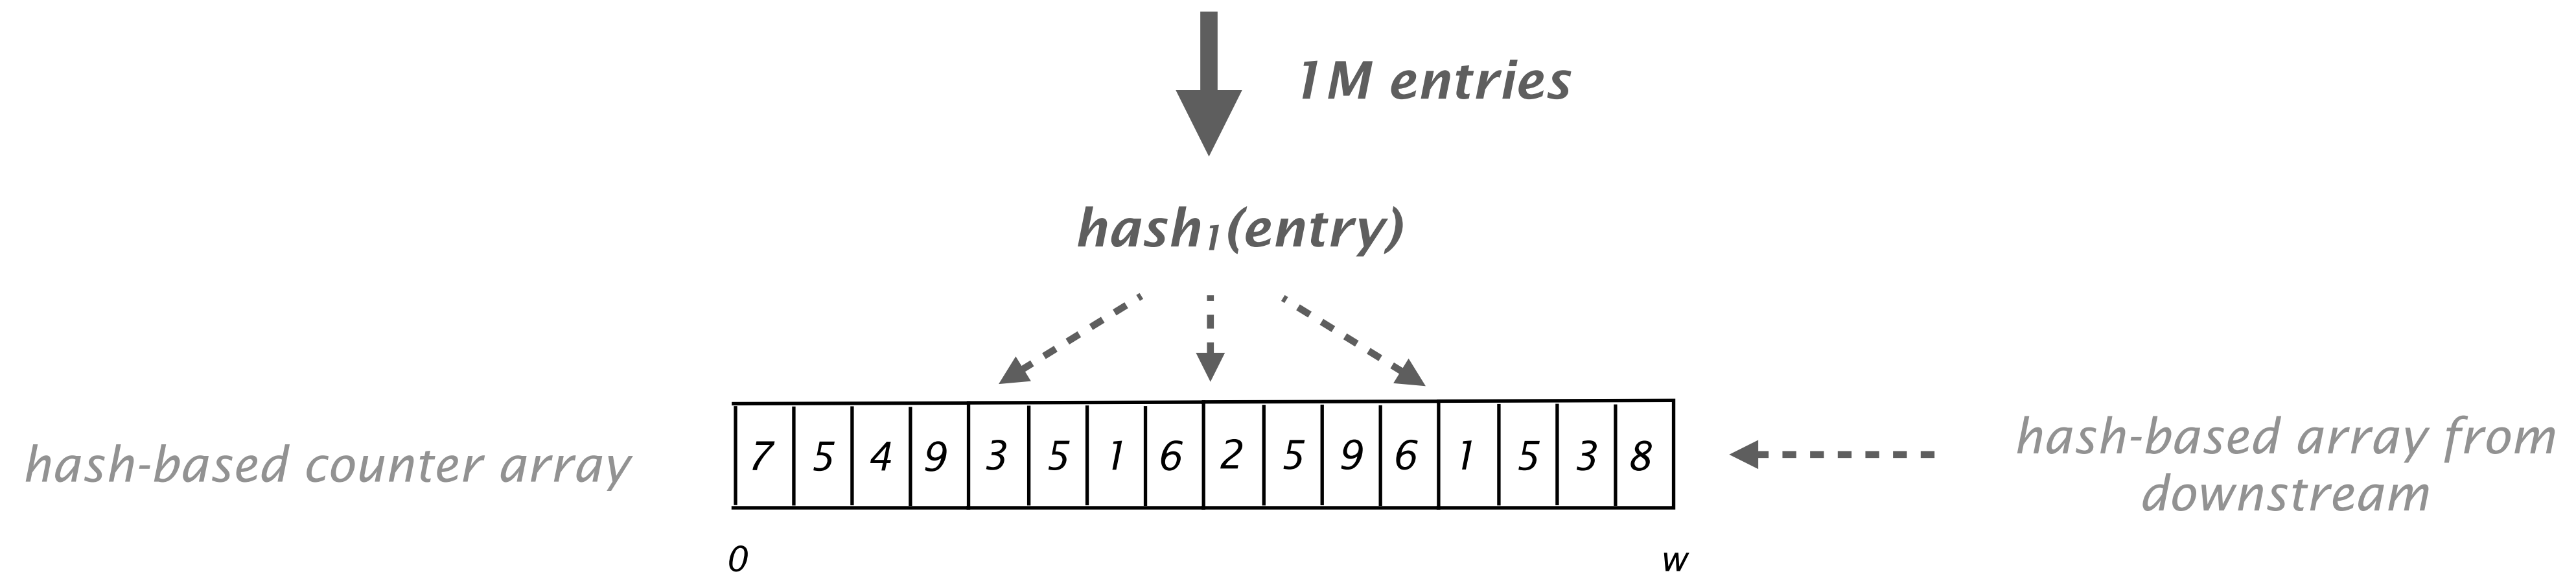 1M entries
hash₁(entry)
hash-based counter array
7 5 4 9 3 5 1 6 2 5 9 6 1 5 3 8
hash-based array from
downstream
0 w